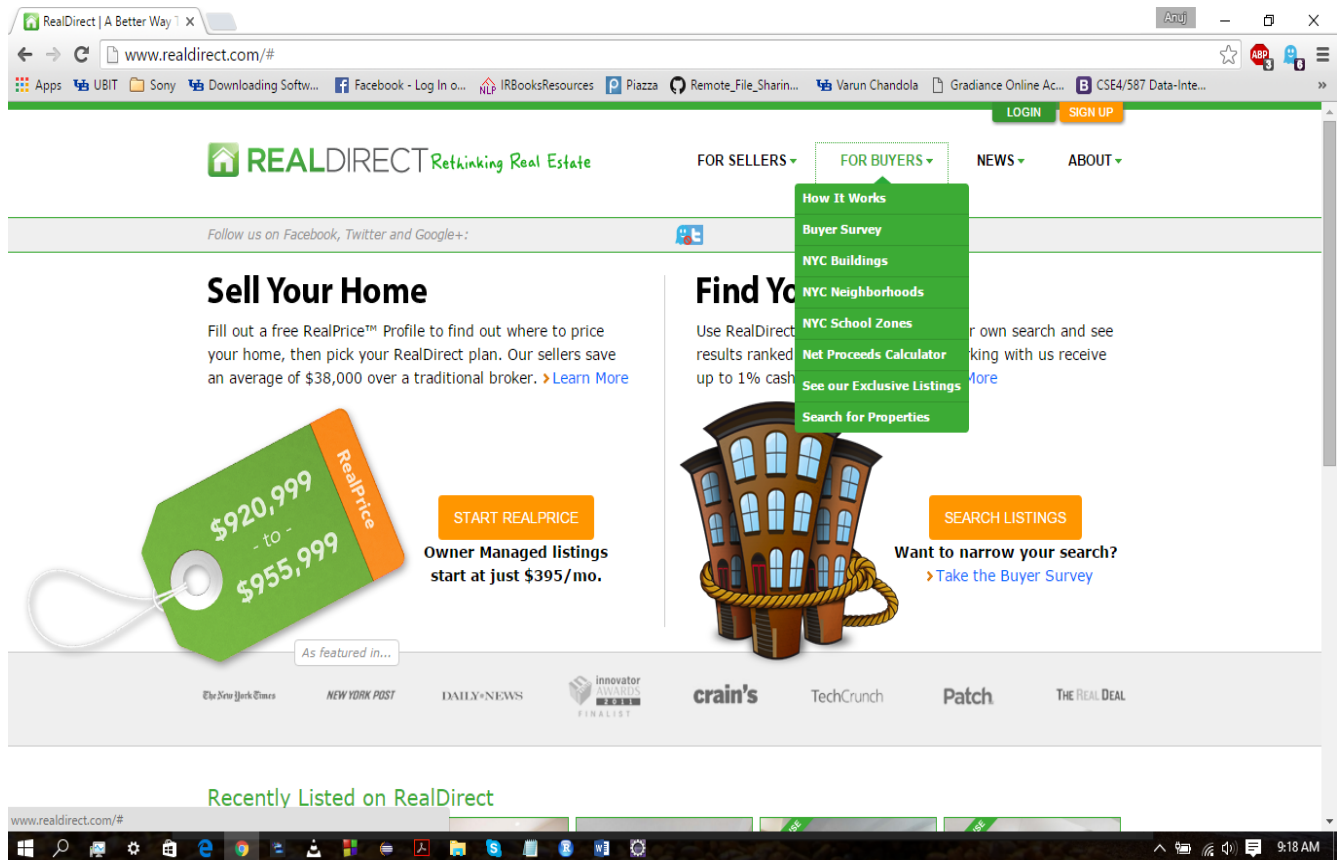 RealDirect | A Better Way T
Anuj
www.realdirect.com/#
ABP
3
6
Apps UBIT Sony Downloading Softw... Facebook - Log In o... NLP IRBooksResources Piazza Remote_File_Sharin... Varun Chandola Gradiance Online Ac... B CSE4/587 Data-Inte... »
LOGIN SIGN UP
REALDIRECT Rethinking Real Estate
FOR SELLERS FOR BUYERS NEWS ABOUT
How It Works
Buyer Survey
NYC Buildings
NYC Neighborhoods
NYC School Zones
Net Proceeds Calculator
See our Exclusive Listings
Search for Properties
Follow us on Facebook, Twitter and Google+:
Sell Your Home
Fill out a free RealPrice™ Profile to find out where to price
your home, then pick your RealDirect plan. Our sellers save
an average of $38,000 over a traditional broker. Learn More
RealPrice
$920,999
- to -
$955,999
START REALPRICE
Owner Managed listings
start at just $395/mo.
Find Yo
Use RealDirect r own search and see
results ranked king with us receive
up to 1% cash More
SEARCH LISTINGS
Want to narrow your search?
Take the Buyer Survey
As featured in...
The New York Times NEW YORK POST DAILY NEWS innovator AWARDS 2011 FINALIST crain's TechCrunch Patch THE REAL DEAL
Recently Listed on RealDirect
www.realdirect.com/#
9:18 AM